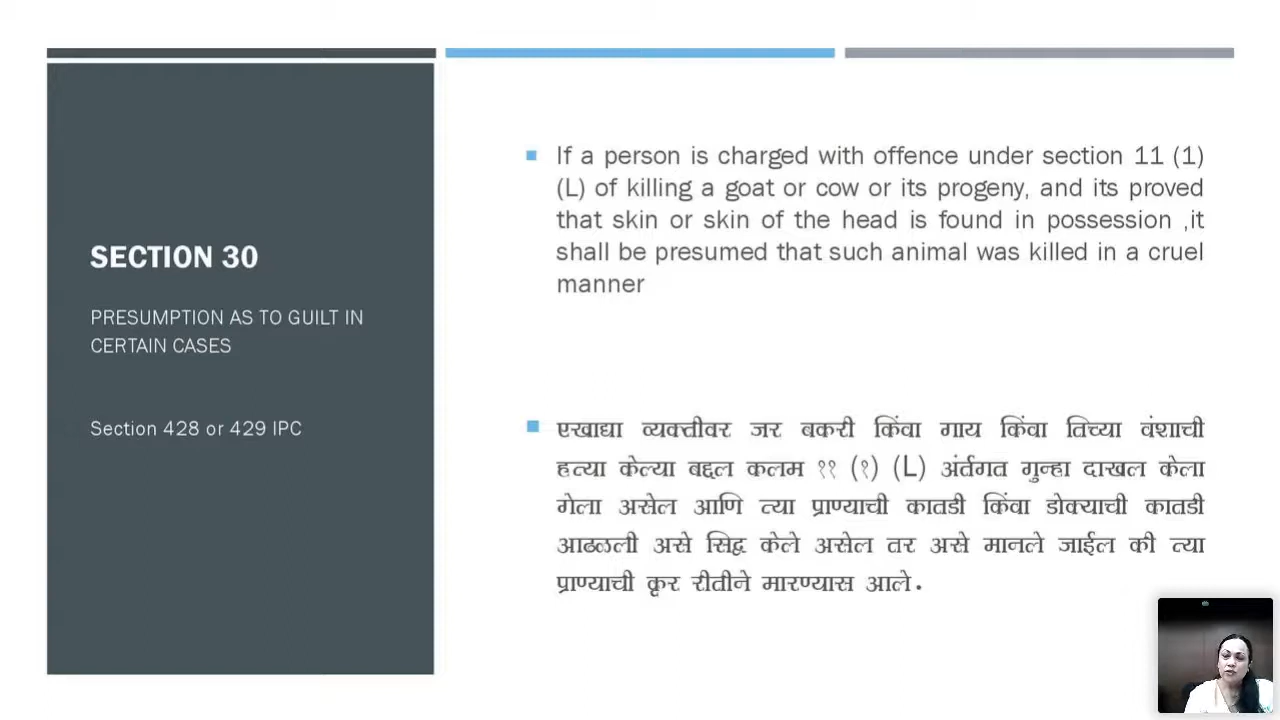 SECTION 30
PRESUMPTION AS TO GUILT IN
CERTAIN CASES
Section 428 or 429 IPC
If a person is charged with offence under section 11 (1)
(L) of killing a goat or cow or its progeny, and its proved
that skin or skin of the head is found in possession ,it
shall be presumed that such animal was killed in a cruel
manner
एखाद्या व्यक्तीवर जर बकरी किंवा गाय किंवा तिच्या वंशाची
हत्या केल्या बद्दल कलम ११ (१) (L) अंर्तगत गुन्हा दाखल केला
गेला असेल आणि त्या प्राण्याची कातडी किंवा डोक्याची कातडी
आढळली असे सिद्व केले असेल तर असे मानले जाईल की त्या
प्राण्याची क्रूर रीतीने मारण्यास आले.